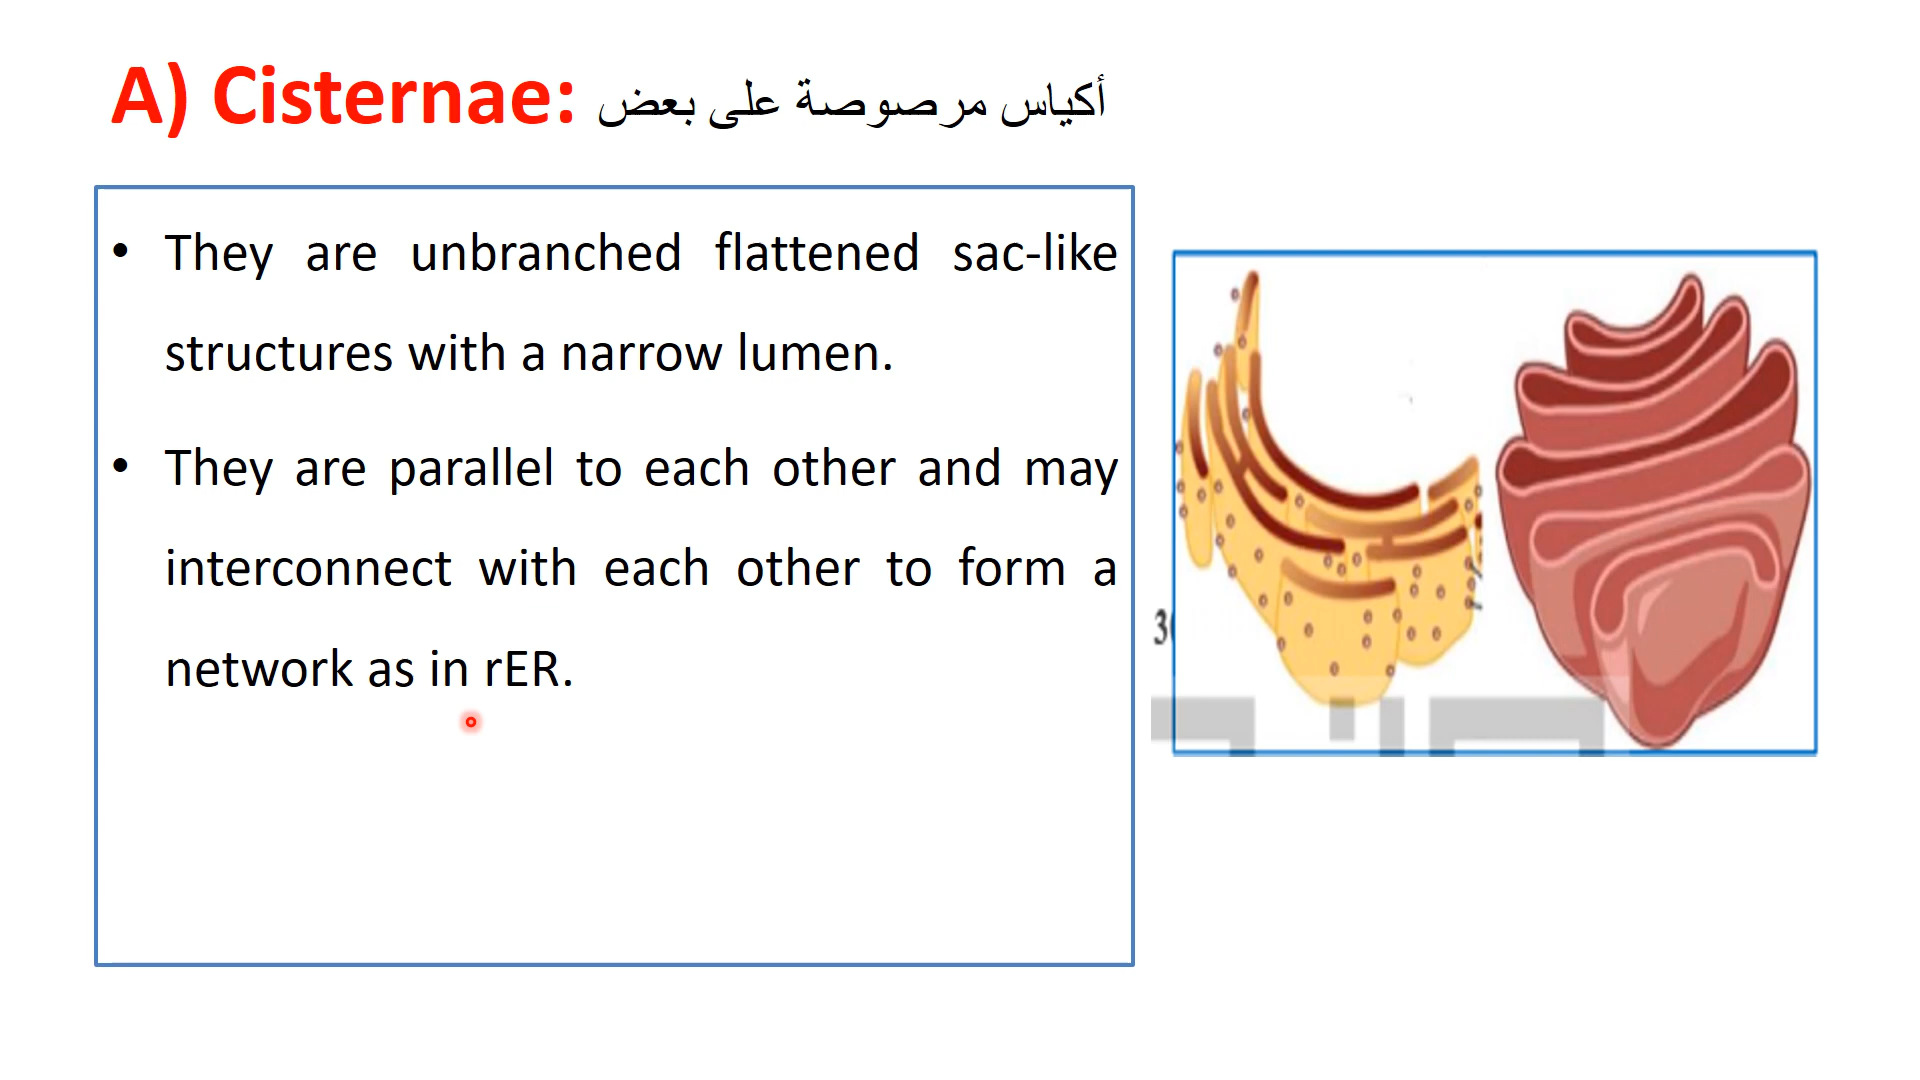 A) Cisternae: أكياس مرصوصة على بعض
• They are unbranched flattened sac-like
structures with a narrow lumen.
• They are parallel to each other and may
interconnect with each other to form a
network as in rER.